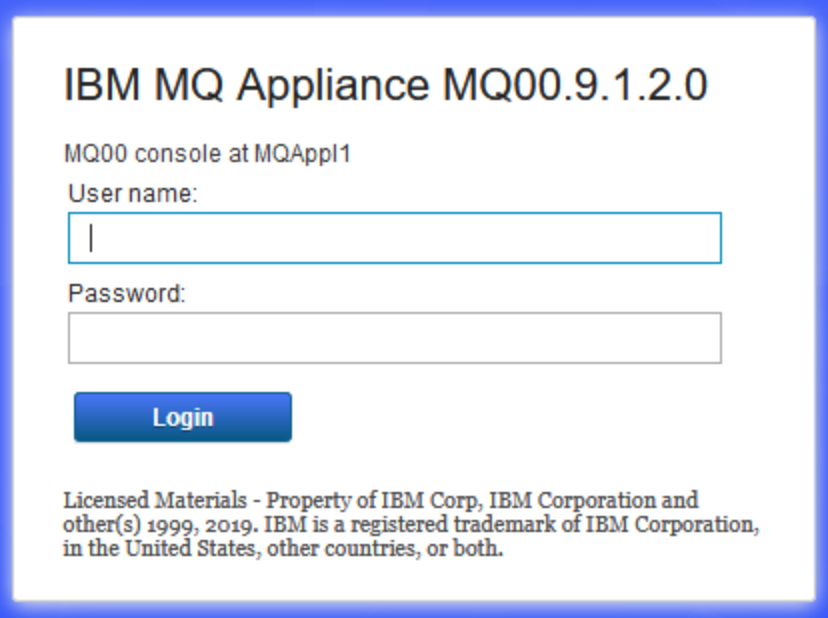 IBM MQ Appliance MQ00.9.1.2.0
MQ00 console at MQAppl1
User name:
Password:
Login
Licensed Materials - Property of IBM Corp, IBM Corporation and
other(s) 1999, 2019. IBM is a registered trademark of IBM Corporation,
in the United States, other countries, or both.